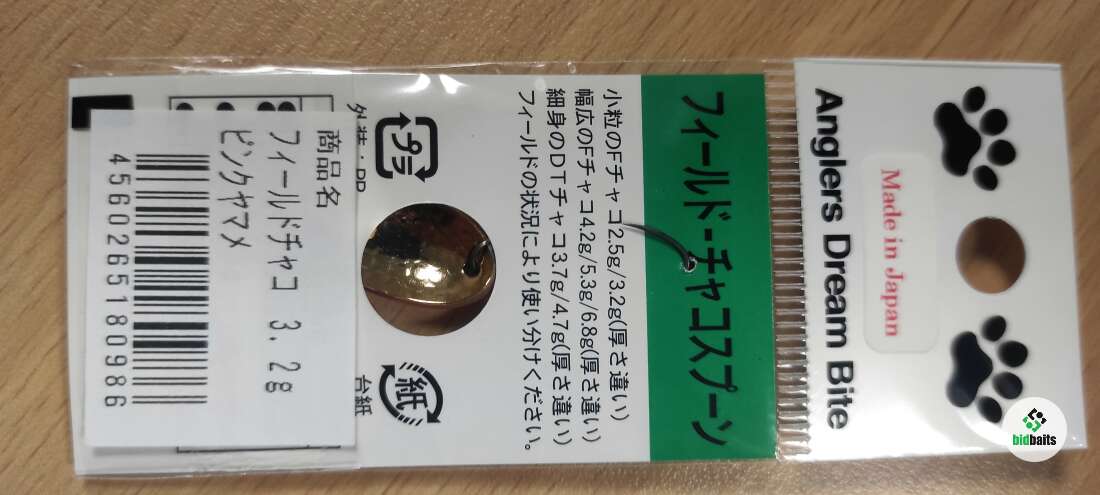 Anglers Dream Bite
Made in Japan
フィールド-チャコスプーン
小粒のFチャコ2.5g/3.2g(厚さ違い)
幅広のFチャコ4.2g/5.3g/6.8g(厚さ違い)
細身のDTチャコ3.7g/4.7g(厚さ違い)
フィールドの状況により使い分けください。
プラ
紙
台紙
商品名
フィールドチャコ 3.2g
ピンクヤマメ
4560265180986
bidbaits